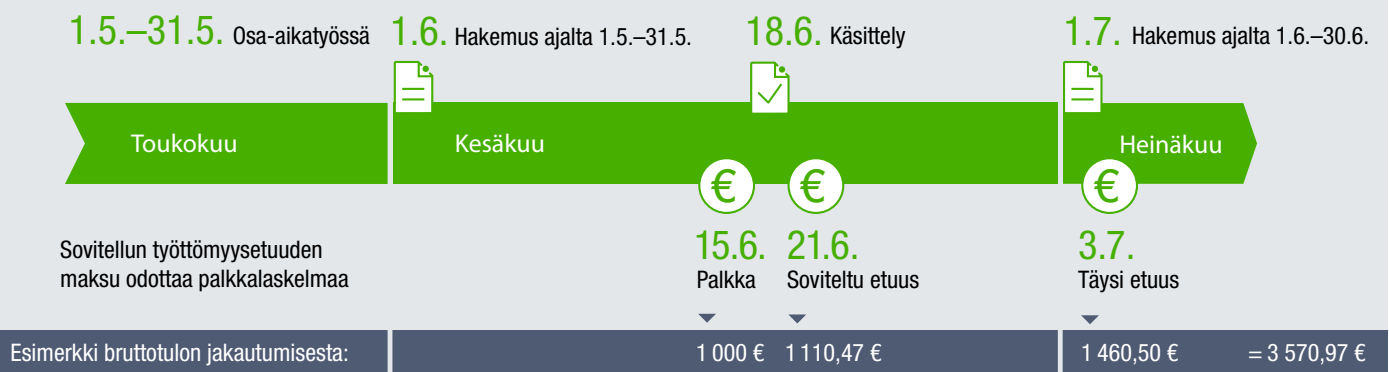 1.5.–31.5. Osa-aikatyössä
1.6. Hakemus ajalta 1.5.–31.5.
18.6. Käsittely
1.7. Hakemus ajalta 1.6.–30.6.
Toukokuu
Kesäkuu
Heinäkuu
€
€
€
Sovitellun työttömyysetuuden
maksu odottaa palkkalaskelmaa
15.6.
Palkka
21.6.
Soviteltu etuus
3.7.
Täysi etuus
Esimerkki bruttotulon jakautumisesta: 1 000 € 1 110,47 € 1 460,50 € = 3 570,97 €